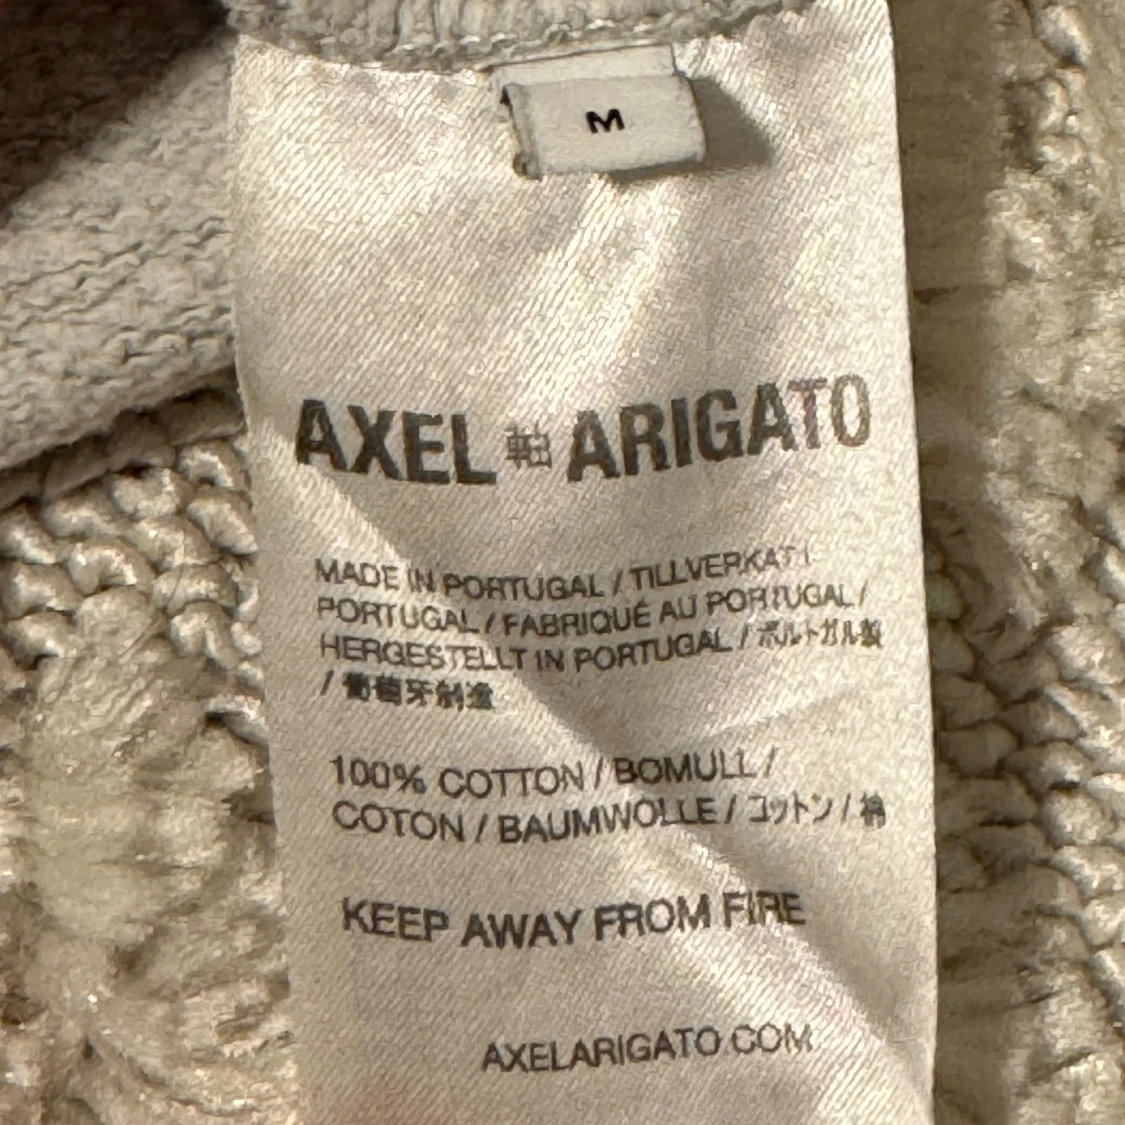 M
AXEL 軸 ARIGATO
MADE IN PORTUGAL / TILLVERKAT I
PORTUGAL / FABRIQUÉ AU PORTUGAL /
HERGESTELLT IN PORTUGAL / ポルトガル製
/ 葡萄牙制造
100% COTTON / BOMULL /
COTON / BAUMWOLLE / コットン / 棉
KEEP AWAY FROM FIRE
AXELARIGATO.COM